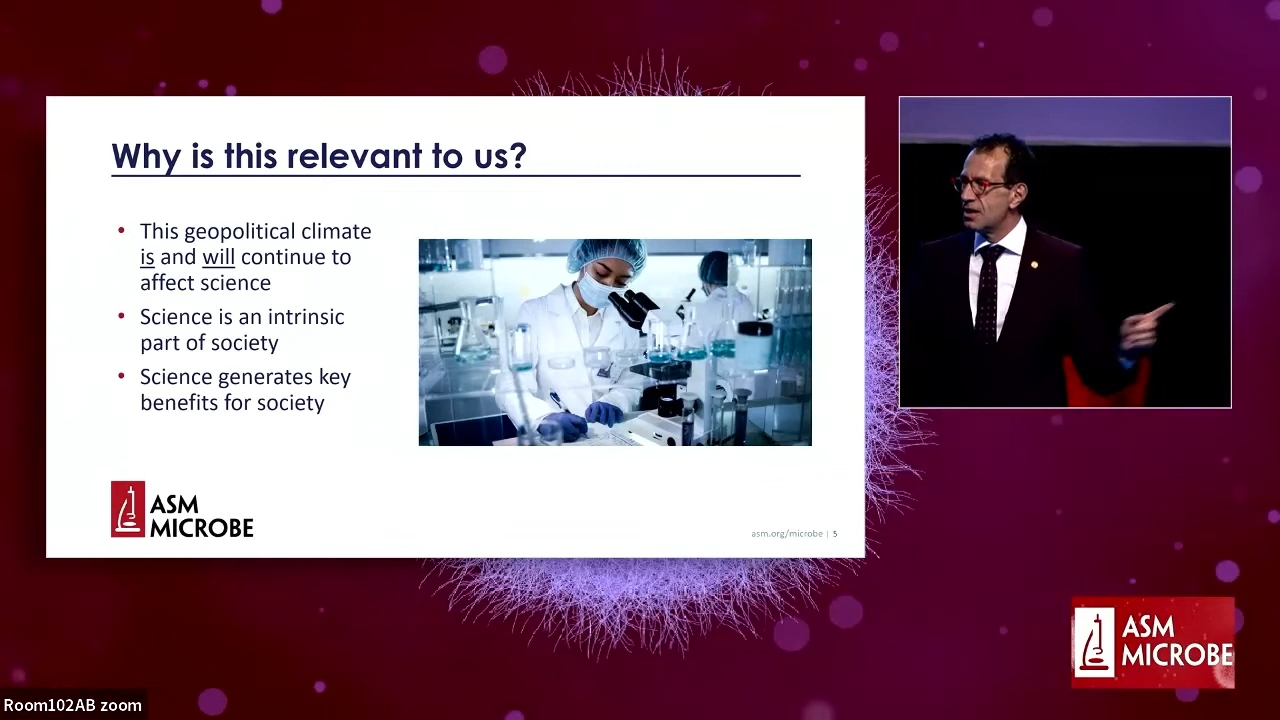 Why is this relevant to us?
• This geopolitical climate
is and will continue to
affect science
• Science is an intrinsic
part of society
• Science generates key
benefits for society
ASM
MICROBE
asm.org/microbe | 5
ASM
MICROBE
Room102AB zoom